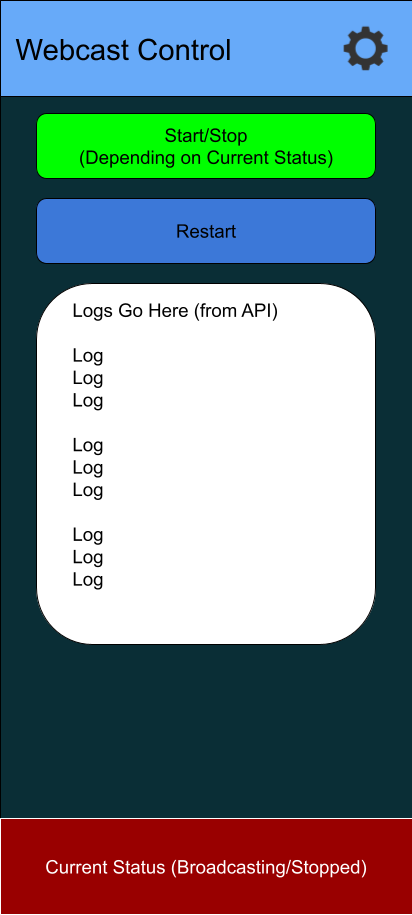 Webcast Control
Start/Stop
(Depending on Current Status)
Restart
Logs Go Here (from API)
Log
Log
Log
Log
Log
Log
Log
Log
Log
Current Status (Broadcasting/Stopped)